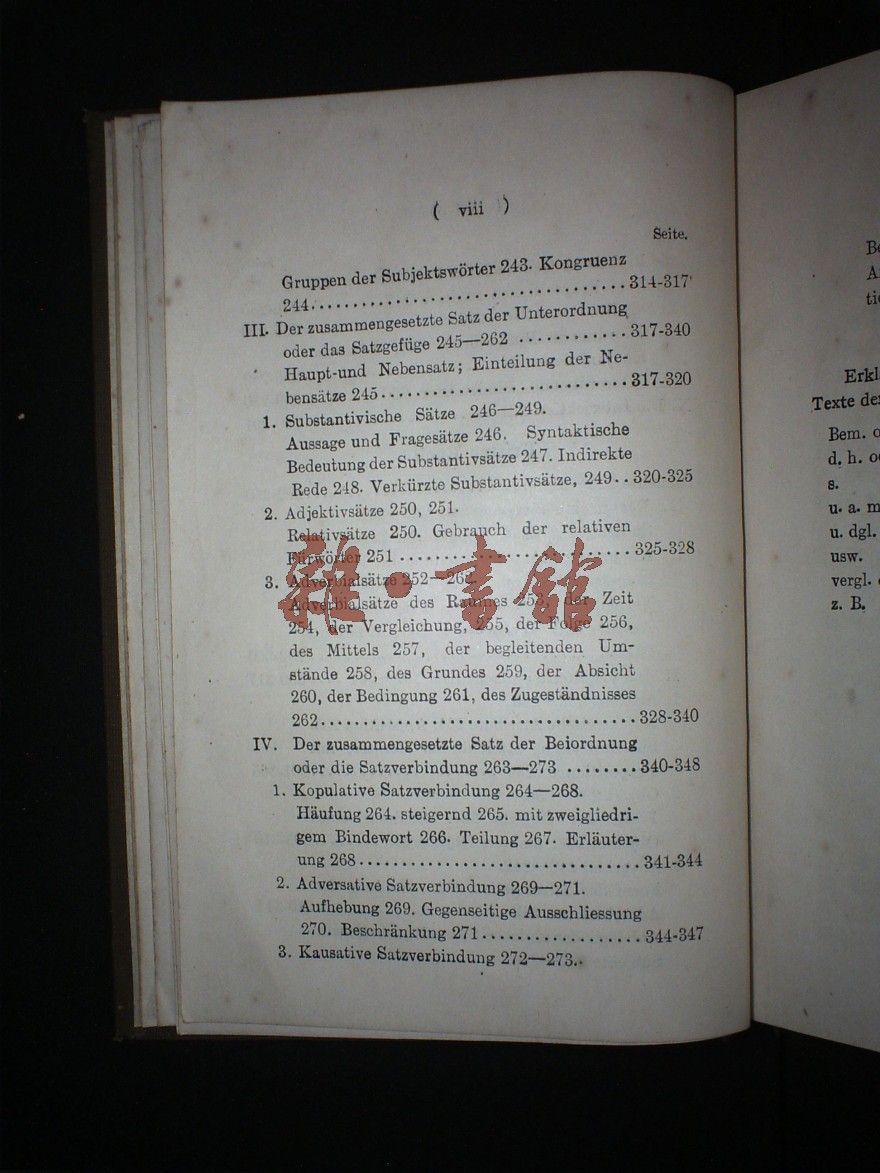 ( viii )
Seite.
Gruppen der Subjektswörter 243. Kongruenz
244. 314-317
III. Der zusammengesetzte Satz der Unterordnung
oder das Satzgefüge 245—262 317-340
Haupt-und Nebensatz; Einteilung der Ne-
bensätze 245 317-320
1. Substantivische Sätze 246—249.
Aussage und Fragesätze 246. Syntaktische
Bedeutung der Substantivsätze 247. Indirekte
Rede 248. Verkürzte Substantivsätze, 249.. 320-325
2. Adjektivsätze 250, 251.
Relativsätze 250. Gebrauch der relativen
Fürwörter 251 325-328
3. Adverbialsätze 252—262.
Adverbialsätze des Raumes 253, der Zeit
254, der Vergleichung, 255, der Folge 256,
des Mittels 257, der begleitenden Um-
stände 258, des Grundes 259, der Absicht
260, der Bedingung 261, des Zugeständnisses
262 328-340
IV. Der zusammengesetzte Satz der Beiordnung
oder die Satzverbindung 263—273 340-348
1. Kopulative Satzverbindung 264—268.
Häufung 264. steigernd 265. mit zweigliedri-
gem Bindewort 266. Teilung 267. Erläuter-
ung 268 341-344
2. Adversative Satzverbindung 269—271.
Aufhebung 269. Gegenseitige Ausschliessung
270. Beschränkung 271 344-347
3. Kausative Satzverbindung 272—273..
雜·書館
Erkl
Texte de
Bem. o
d. h. o
s.
u. a. m
u. dgl.
usw.
vergl.
z. B.